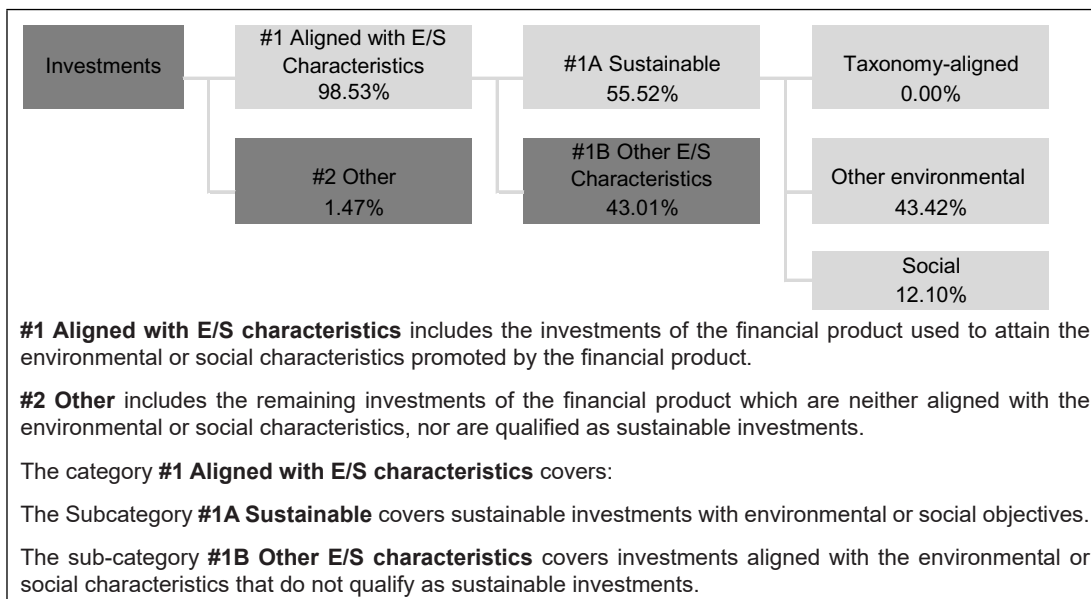 Investments
#1 Aligned with E/S
Characteristics
98.53%
#2 Other
1.47%
#1A Sustainable
55.52%
#1B Other E/S
Characteristics
43.01%
Taxonomy-aligned
0.00%
Other environmental
43.42%
Social
12.10%
#1 Aligned with E/S characteristics includes the investments of the financial product used to attain the
environmental or social characteristics promoted by the financial product.
#2 Other includes the remaining investments of the financial product which are neither aligned with the
environmental or social characteristics, nor are qualified as sustainable investments.
The category #1 Aligned with E/S characteristics covers:
The Subcategory #1A Sustainable covers sustainable investments with environmental or social objectives.
The sub-category #1B Other E/S characteristics covers investments aligned with the environmental or
social characteristics that do not qualify as sustainable investments.